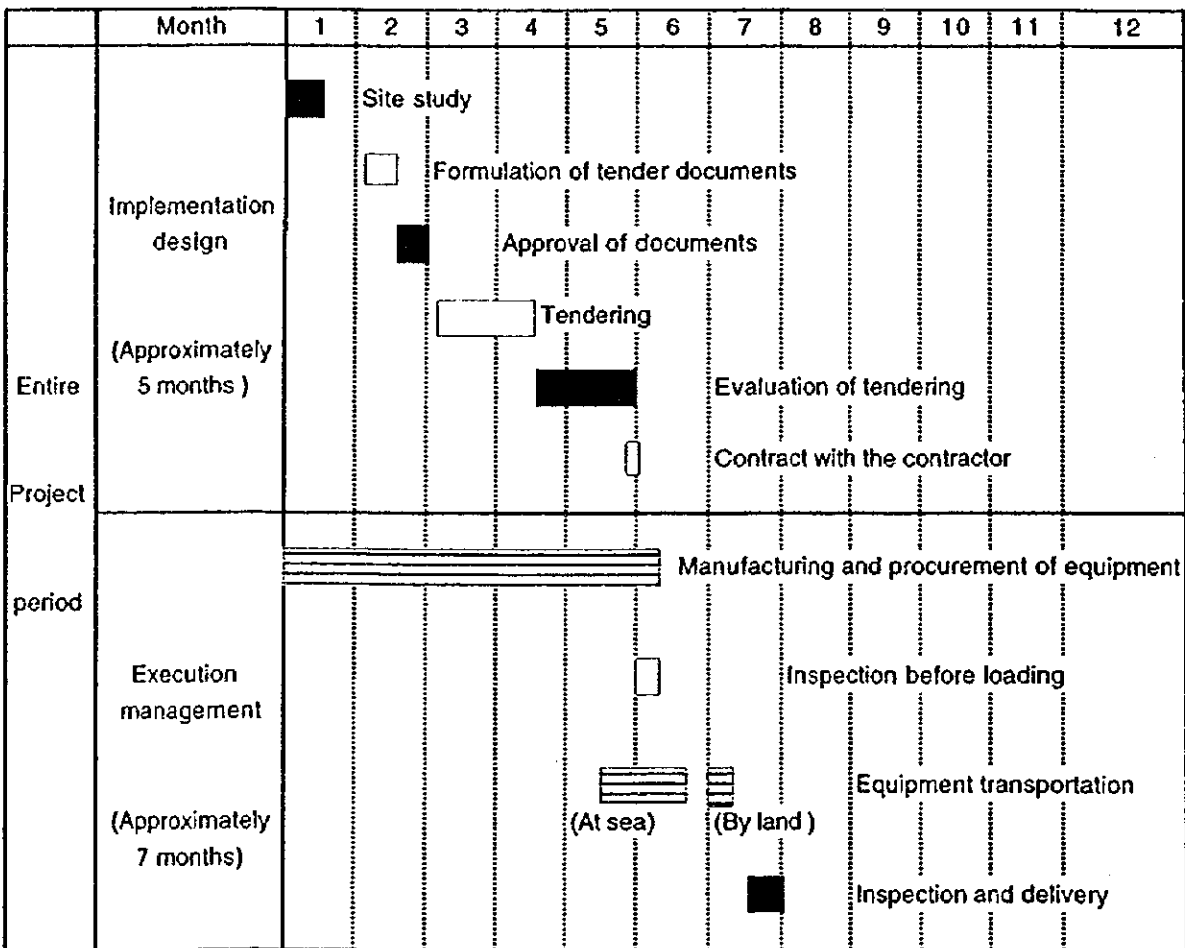 Month 1 2 3 4 5 6 7 8 9 10 11 12
Site study
Formulation of tender documents
Implementation
design
Approval of documents
Tendering
(Approximately
5 months )
Entire
Evaluation of tendering
Contract with the contractor
Project
Manufacturing and procurement of equipment
period
Execution
management
Inspection before loading
Equipment transportation
(At sea) (By land )
(Approximately
7 months)
Inspection and delivery